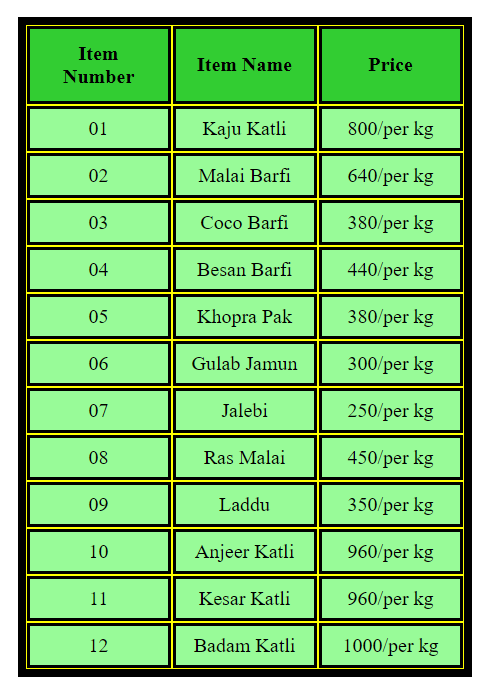 Item Number Item Name Price
01 Kaju Katli 800/per kg
02 Malai Barfi 640/per kg
03 Coco Barfi 380/per kg
04 Besan Barfi 440/per kg
05 Khopra Pak 380/per kg
06 Gulab Jamun 300/per kg
07 Jalebi 250/per kg
08 Ras Malai 450/per kg
09 Laddu 350/per kg
10 Anjeer Katli 960/per kg
11 Kesar Katli 960/per kg
12 Badam Katli 1000/per kg